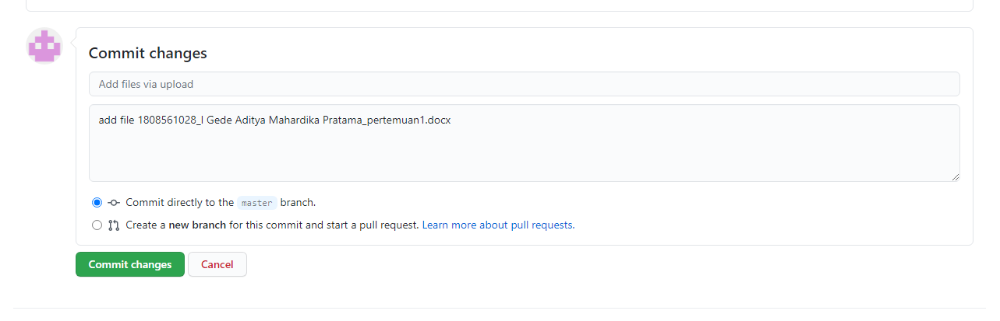 Commit changes
Add files via upload
add file 1808561028_I Gede Aditya Mahardika Pratama_pertemuan1.docx
Commit directly to the master branch.
Create a new branch for this commit and start a pull request. Learn more about pull requests.
Commit changes Cancel